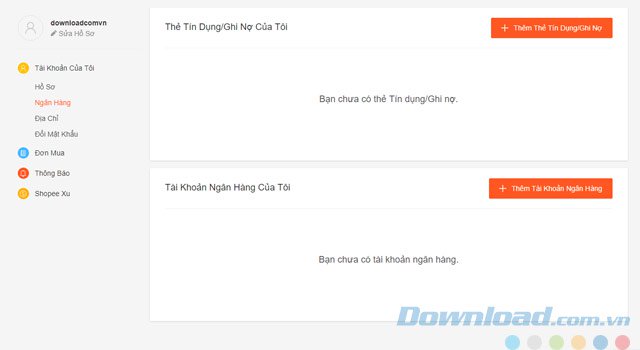 downloadcomvn
Sửa Hồ Sơ
Tài Khoản Của Tôi
Hồ Sơ
Ngân Hàng
Địa Chỉ
Đổi Mật Khẩu
Đơn Mua
Thông Báo
Shopee Xu
Thẻ Tín Dụng/Ghi Nợ Của Tôi
Thêm Thẻ Tín Dụng/Ghi Nợ
Bạn chưa có thẻ Tín dụng/Ghi nợ.
Tài Khoản Ngân Hàng Của Tôi
Thêm Tài Khoản Ngân Hàng
Bạn chưa có tài khoản ngân hàng.
Download.com.vn